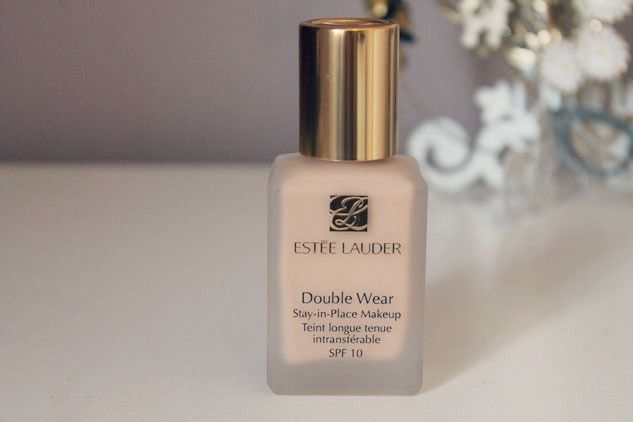 ESTĒE LAUDER
Double Wear
Stay-in-Place Makeup
Teint longue tenue
intransférable
SPF 10